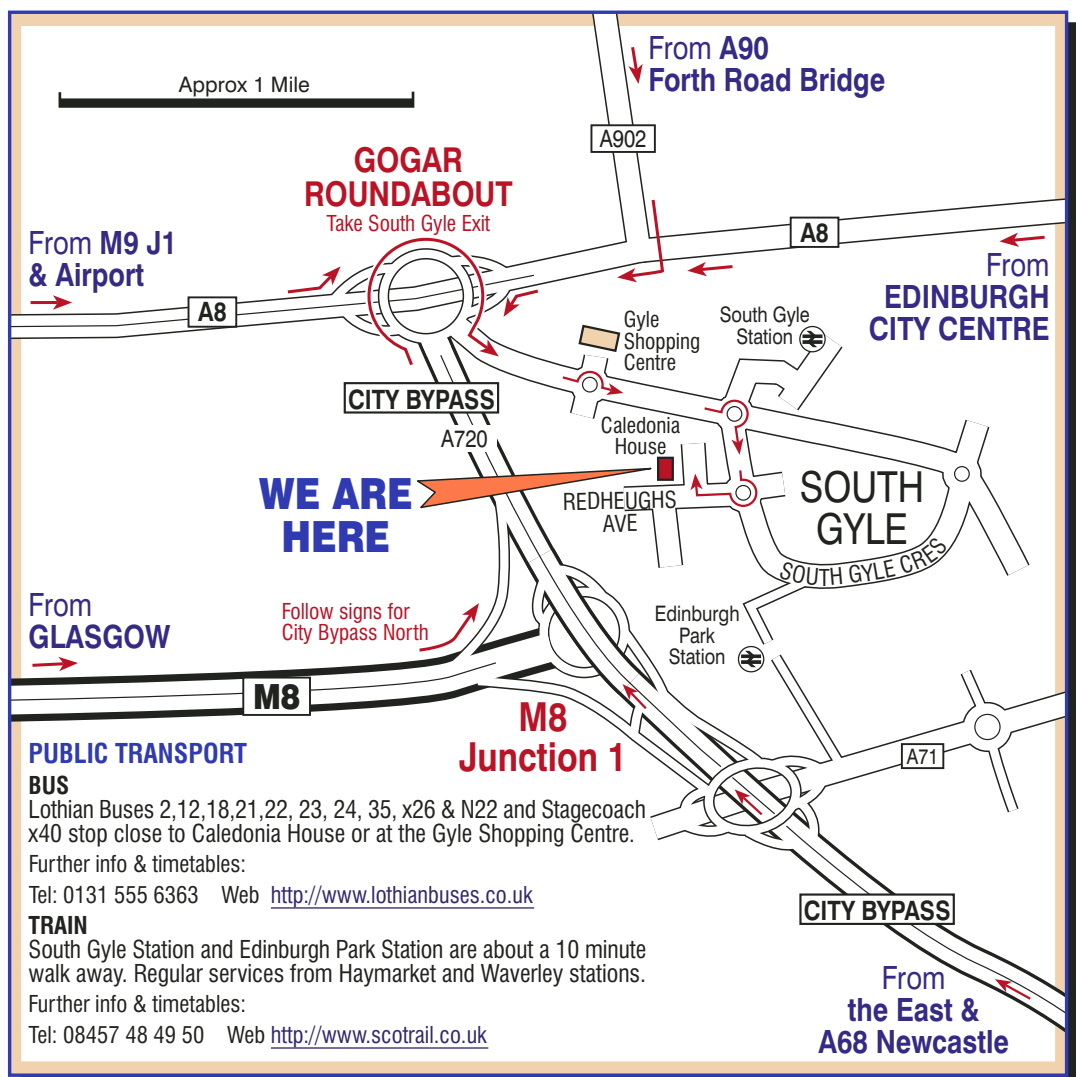 From A90
Forth Road Bridge
Approx 1 Mile
A902
GOGAR
ROUNDABOUT
Take South Gyle Exit
A8
From M9 J1
& Airport
From
EDINBURGH
CITY CENTRE
A8
Gyle
Shopping
Centre
South Gyle
Station
CITY BYPASS
A720
Caledonia
House
WE ARE
HERE
REDHEUGHS
AVE
SOUTH
GYLE
SOUTH GYLE CRES
From
GLASGOW
Follow signs for
City Bypass North
Edinburgh
Park
Station
M8
M8
Junction 1
A71
PUBLIC TRANSPORT
BUS
Lothian Buses 2,12,18,21,22, 23, 24, 35, x26 & N22 and Stagecoach
x40 stop close to Caledonia House or at the Gyle Shopping Centre.
Further info & timetables:
Tel: 0131 555 6363 Web http://www.lothianbuses.co.uk
TRAIN
South Gyle Station and Edinburgh Park Station are about a 10 minute
walk away. Regular services from Haymarket and Waverley stations.
Further info & timetables:
Tel: 08457 48 49 50 Web http://www.scotrail.co.uk
CITY BYPASS
From
the East &
A68 Newcastle